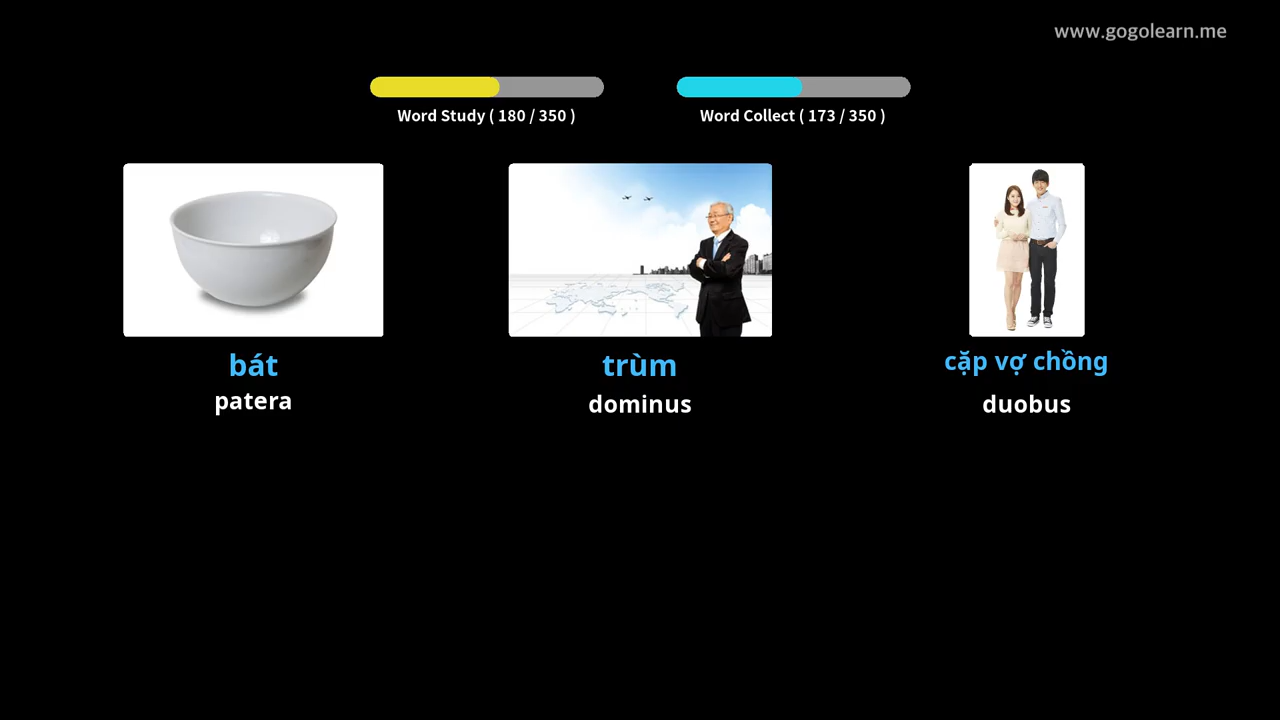 www.gogolearn.me
Word Study ( 180 / 350 )
Word Collect ( 173 / 350 )
bát
patera
trùm
dominus
cặp vợ chồng
duobus